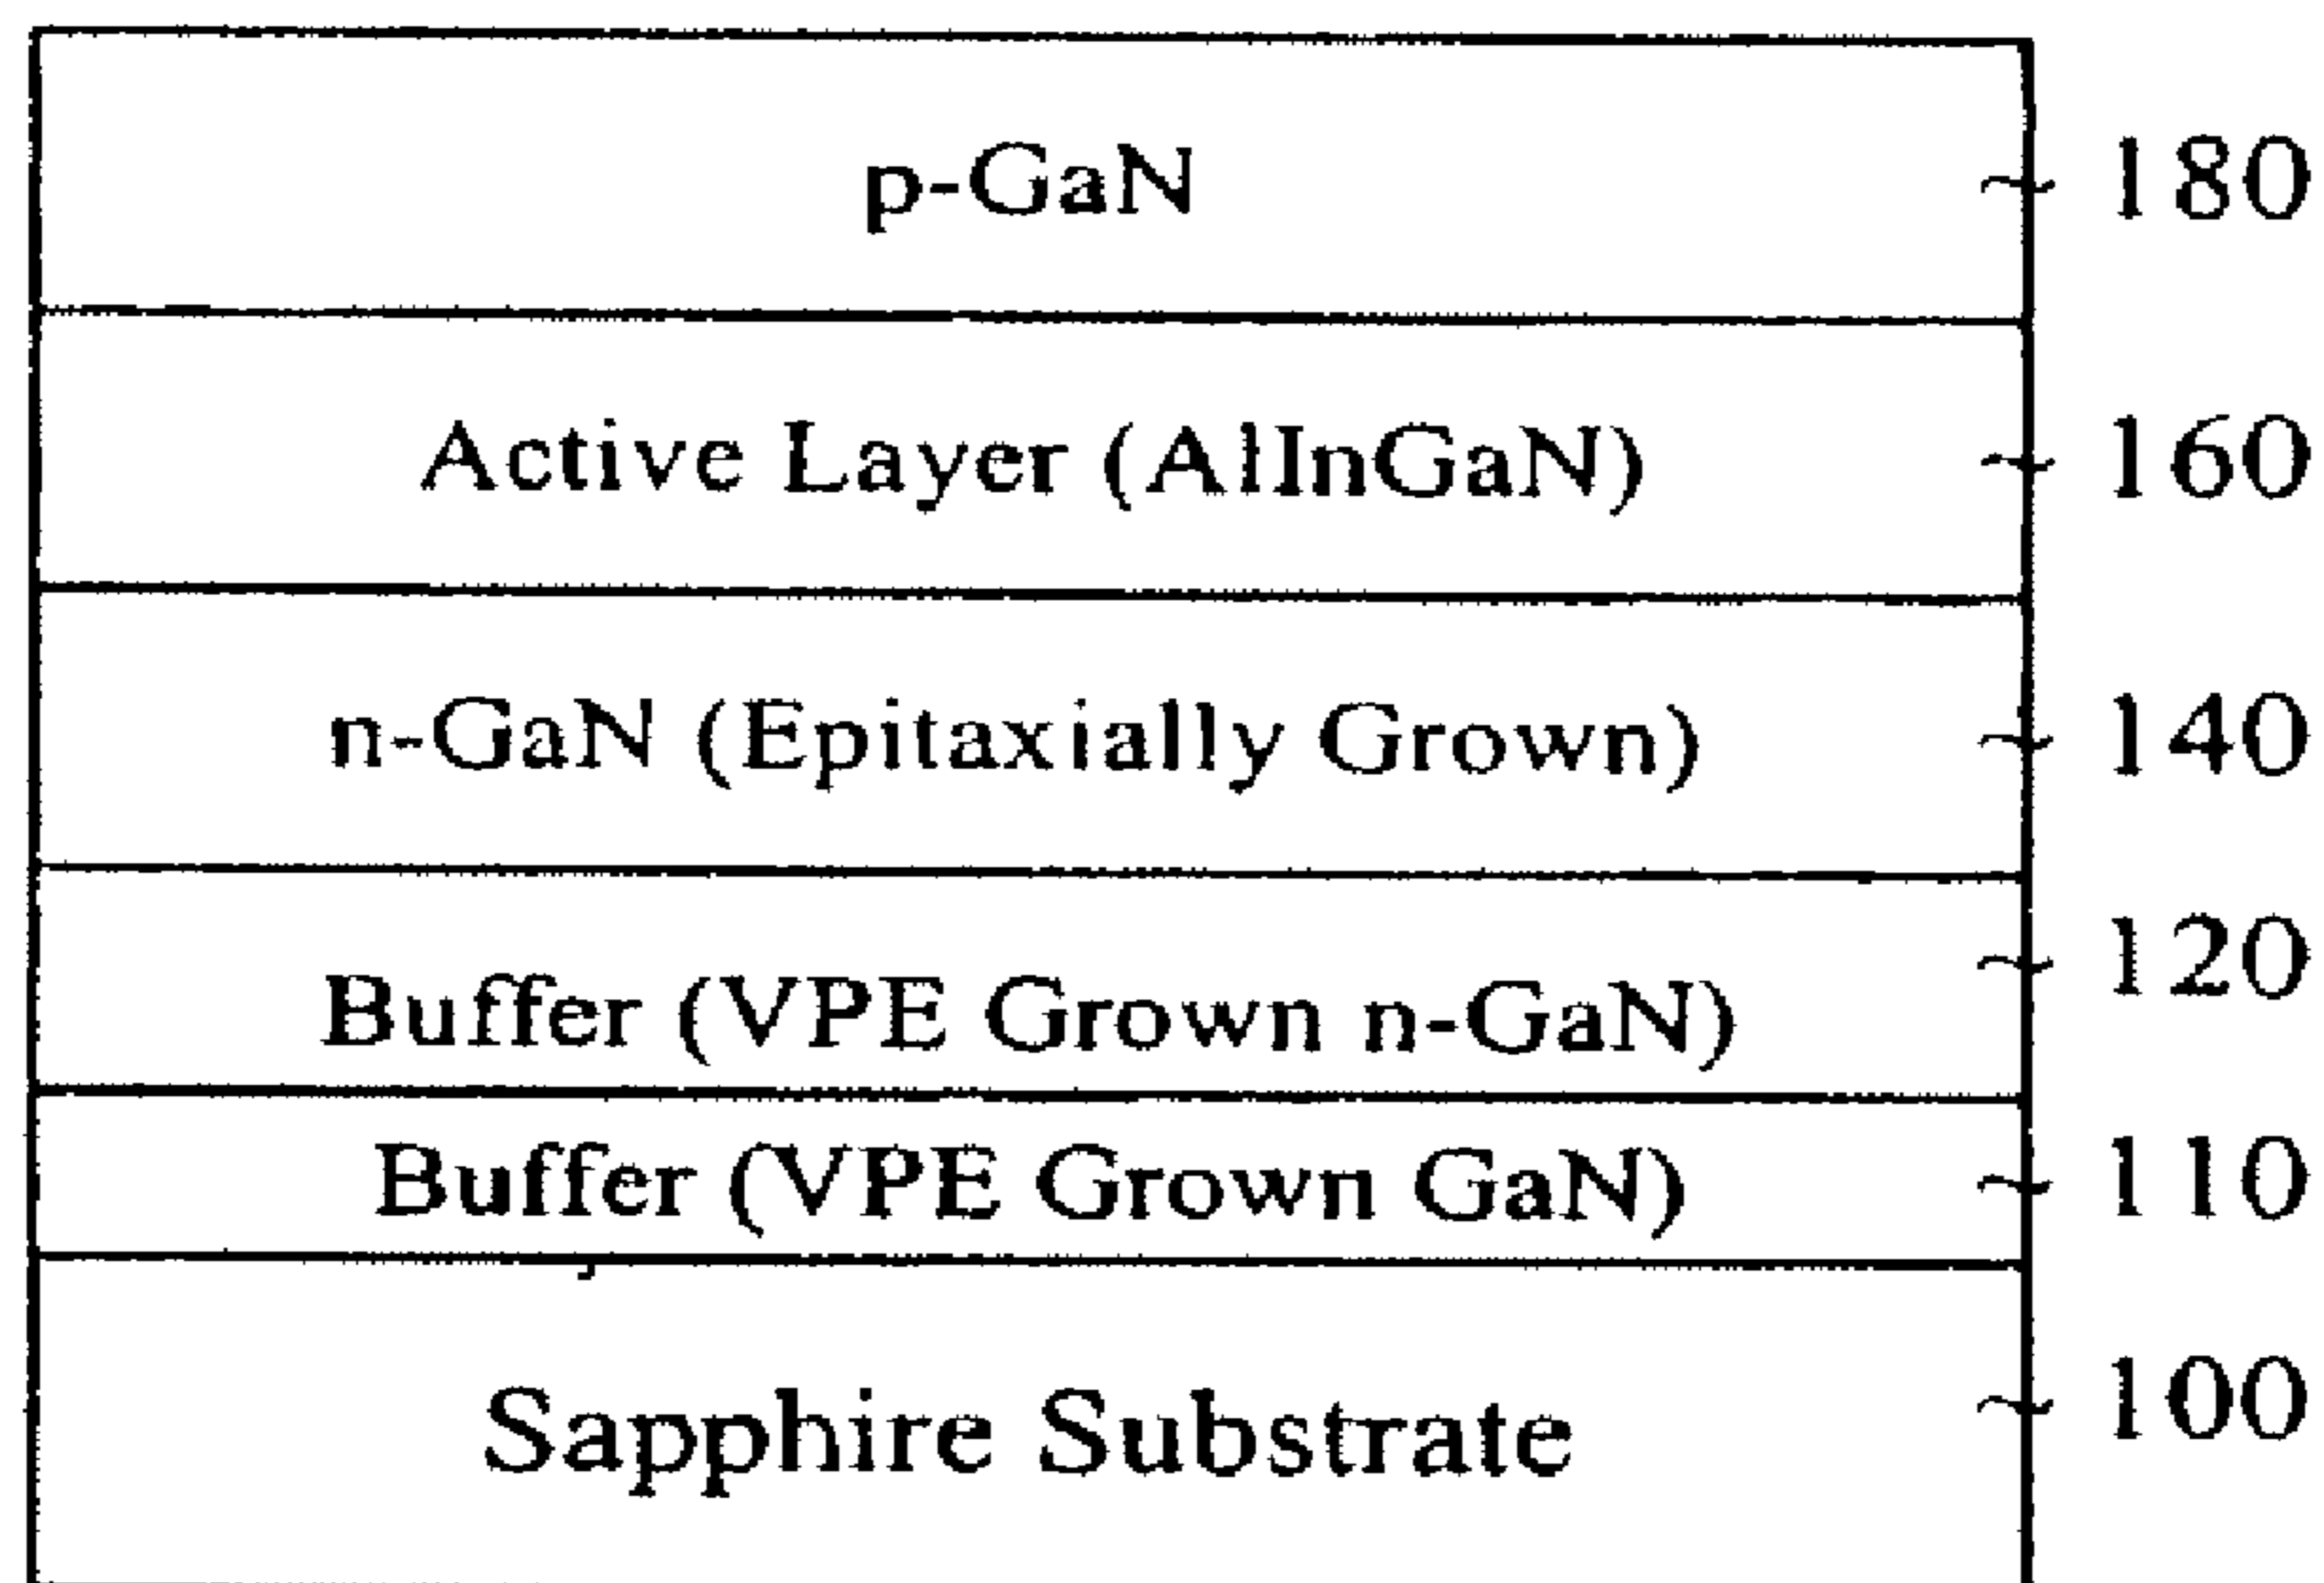 p-GaN 180
Active Layer (AlInGaN) 160
n-GaN (Epitaxially Grown) 140
Buffer (VPE Grown n-GaN) 120
Buffer (VPE Grown GaN) 110
Sapphire Substrate 100